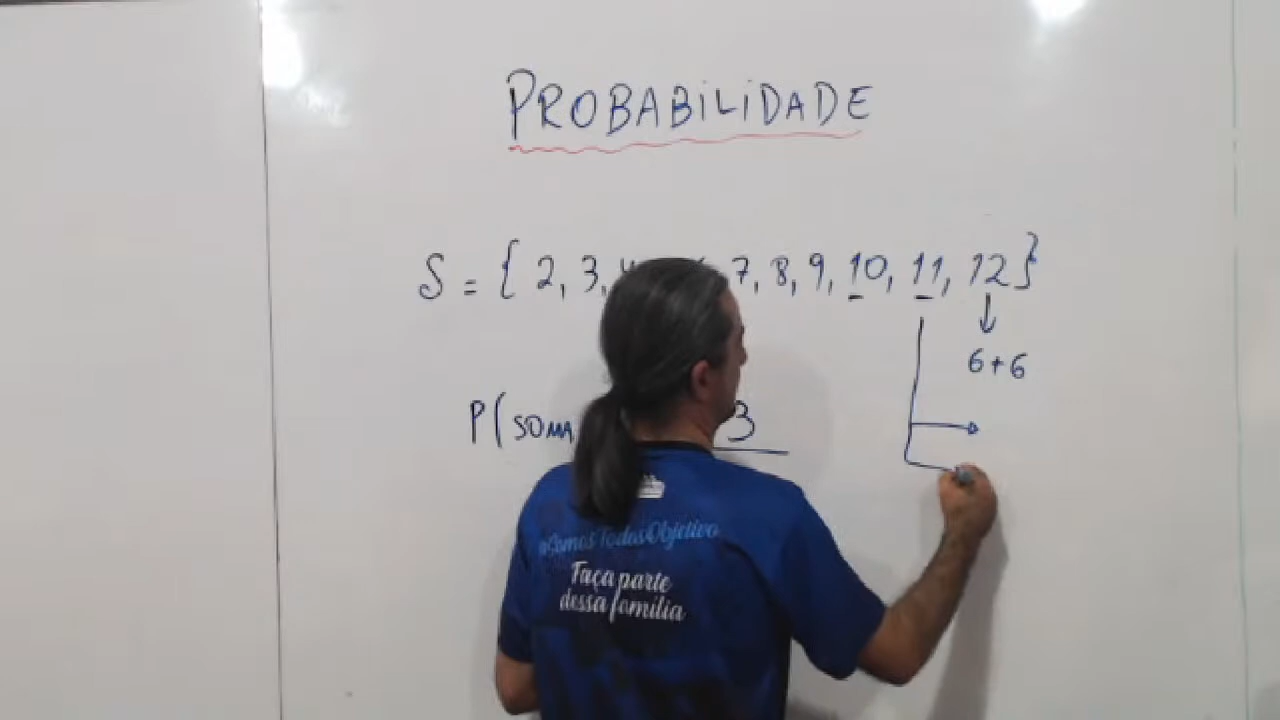 PROBABILIDADE
S = { 2, 3, 7, 8, 9, 10, 11, 12 }
6+6
P( SOMA 3
#SomosTodosObjetivo
Faça parte
dessa família